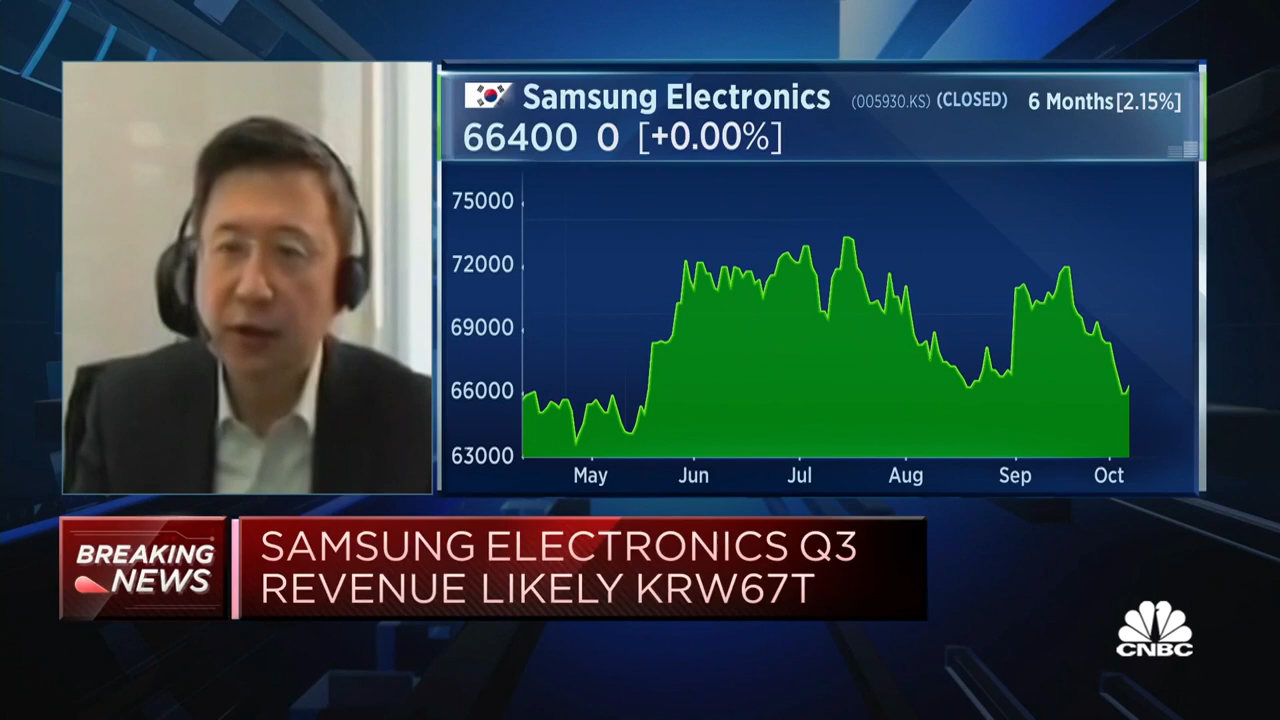 Samsung Electronics (005930.KS) (CLOSED) 6 Months[2.15%]
66400 0 [+0.00%]
75000
72000
69000
66000
63000
May Jun Jul Aug Sep Oct
BREAKING
NEWS
SAMSUNG ELECTRONICS Q3
REVENUE LIKELY KRW67T
CNBC